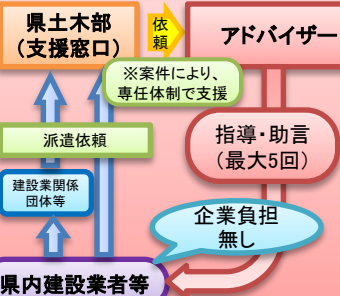 県土木部
(支援窓口)
依
頼
アドバイザー
※案件により、
専任体制で支援
派遣依頼
指導・助言
(最大5回)
建設業関係
団体等
企業負担
無し
県内建設業者等